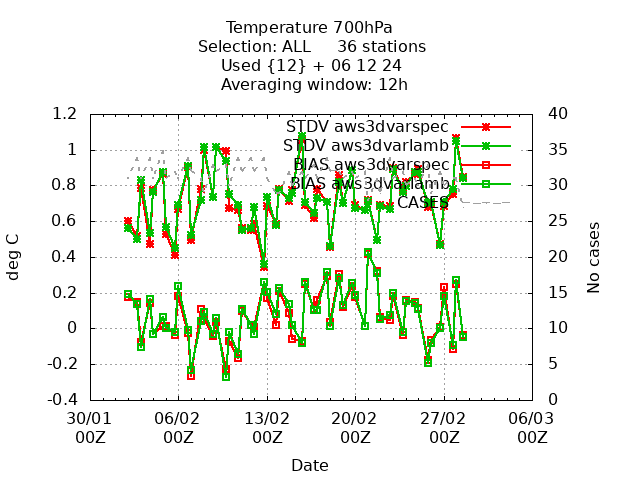 Temperature 700hPa
Selection: ALL 36 stations
Used {12} + 06 12 24
Averaging window: 12h
STDV aws3dvarspec
STDV aws3dvarlamb
BIAS aws3dvarspec
BIAS aws3dvarlamb
CASES
deg C
1.2
1
0.8
0.6
0.4
0.2
0
-0.2
-0.4
40
35
30
25
20
15
10
5
0
No cases
30/01 06/02 13/02 20/02 27/02 06/03
00Z 00Z 00Z 00Z 00Z 00Z
Date